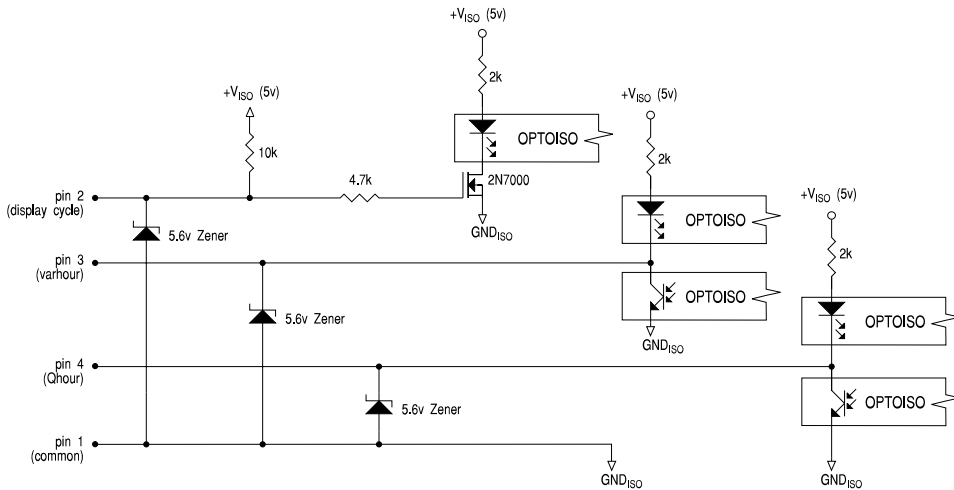 +VISO (5v)
2k
+VISO (5v)
+VISO (5v)
OPTOISO
2k
10k
+VISO (5v)
4.7k
2N7000
pin 2
(display cycle)
GNDISO
OPTOISO
5.6v Zener
2k
pin 3
(varhour)
OPTOISO
5.6v Zener
OPTOISO
GNDISO
pin 4
(Qhour)
5.6v Zener
OPTOISO
pin 1
(common)
GNDISO
GNDISO